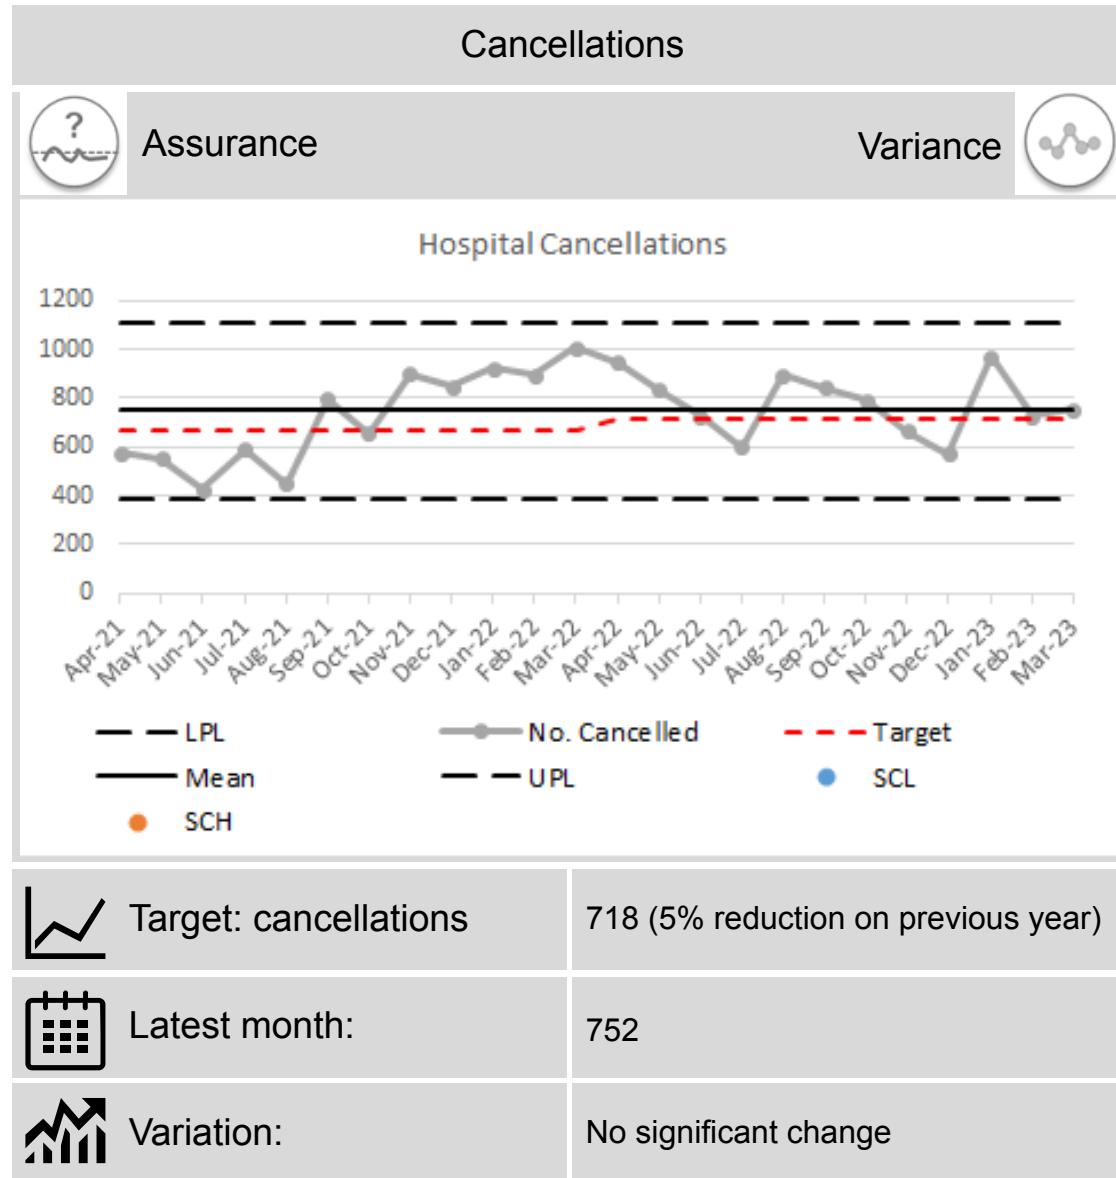 Cancellations
?
Assurance
Variance
Hospital Cancellations
1200
1000
800
600
400
200
0
Apr-21
May-21
Jun-21
Jul-21
Aug-21
Sep-21
Oct-21
Nov-21
Dec-21
Jan-22
Feb-22
Mar-22
Apr-22
May-22
Jun-22
Jul-22
Aug-22
Sep-22
Oct-22
Nov-22
Dec-22
Jan-23
Feb-23
Mar-23
LPL
No. Cancelled
Target
Mean
UPL
SCL
SCH
Target: cancellations
718 (5% reduction on previous year)
Latest month:
752
Variation:
No significant change